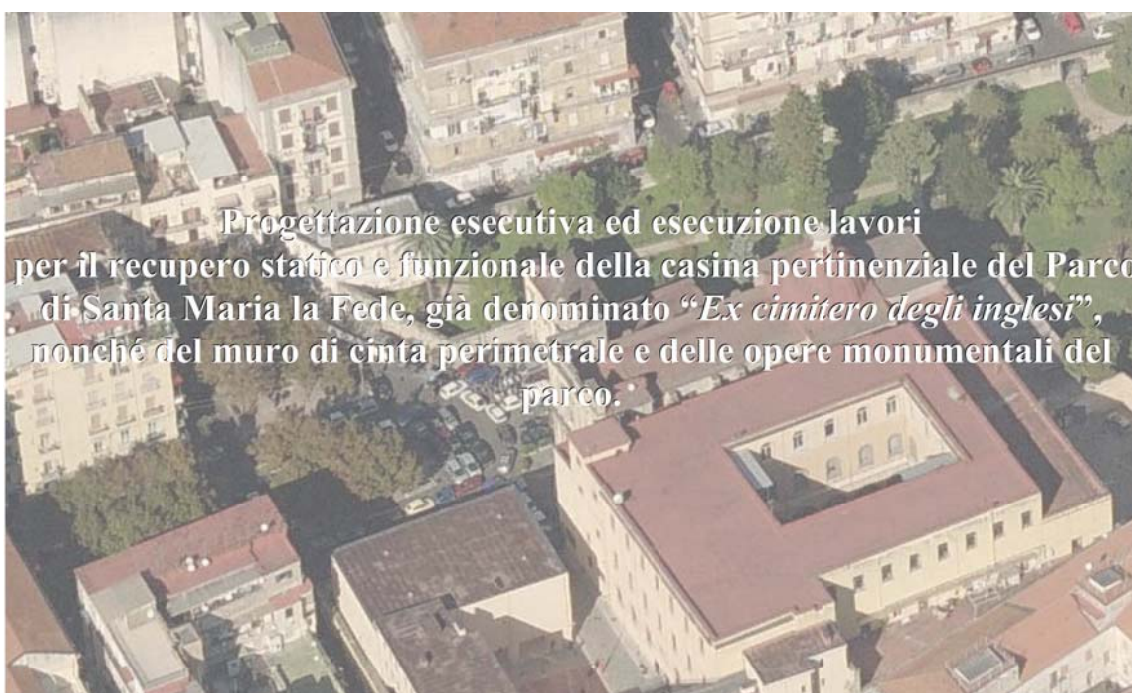 Progettazione esecutiva ed esecuzione lavori
per il recupero statico e funzionale della casina pertinenziale del Parco
di Santa Maria la Fede, già denominato “Ex cimitero degli inglesi”,
nonché del muro di cinta perimetrale e delle opere monumentali del
parco.